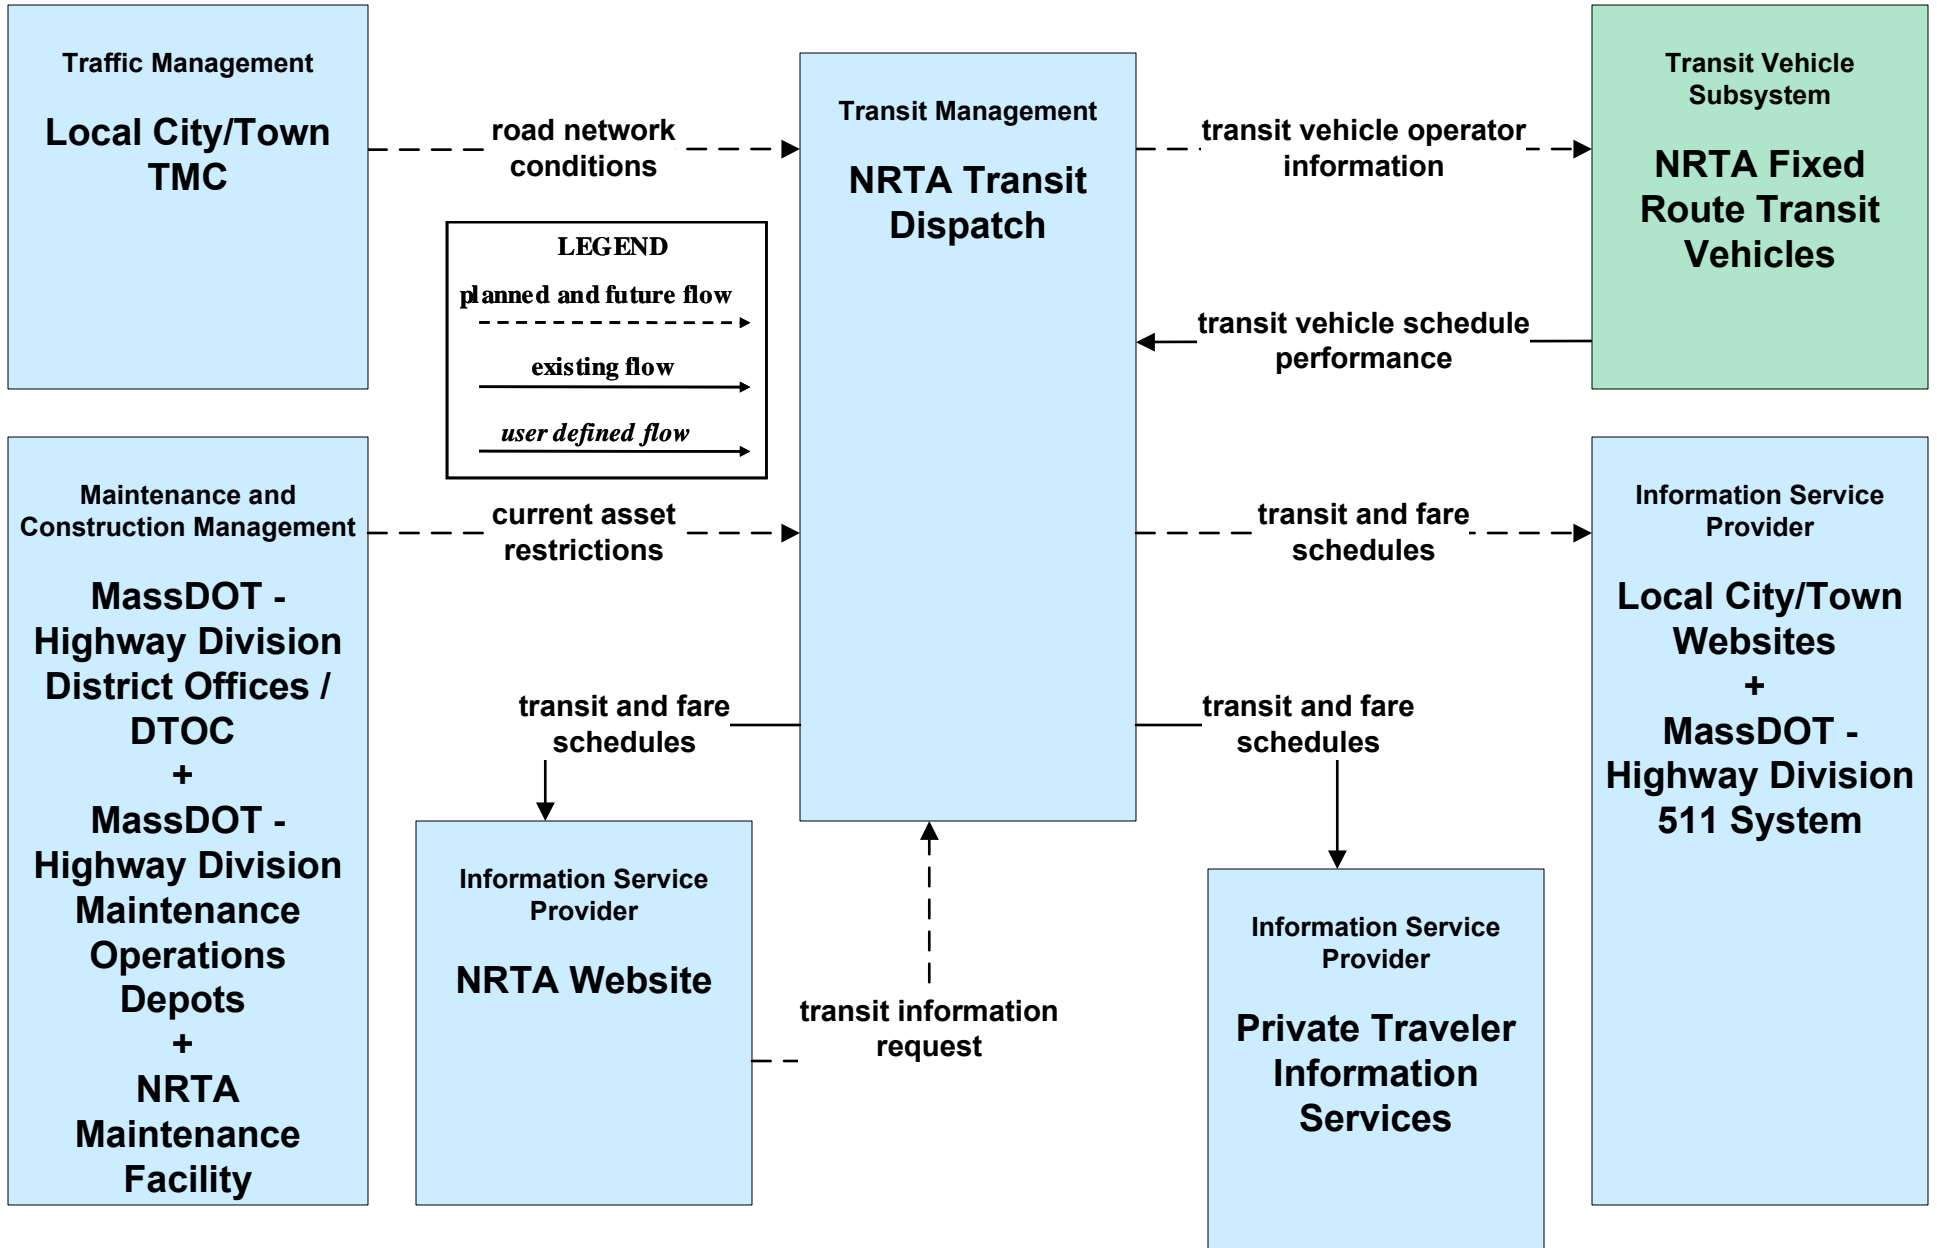 Traffic Management
Local City/Town
TMC
road network
conditions
Transit Management
NRTA Transit
Dispatch
transit vehicle operator
information
Transit Vehicle
Subsystem
NRTA Fixed
Route Transit
Vehicles
LEGEND
planned and future flow
existing flow
user defined flow
transit vehicle schedule
performance
Maintenance and
Construction Management
MassDOT -
Highway Division
District Offices /
DTOC
+
MassDOT -
Highway Division
Maintenance
Operations
Depots
+
NRTA
Maintenance
Facility
current asset
restrictions
transit and fare
schedules
Information Service
Provider
Local City/Town
Websites
+
MassDOT -
Highway Division
511 System
transit and fare
schedules
transit and fare
schedules
Information Service
Provider
NRTA Website
transit information
request
Information Service
Provider
Private Traveler
Information
Services